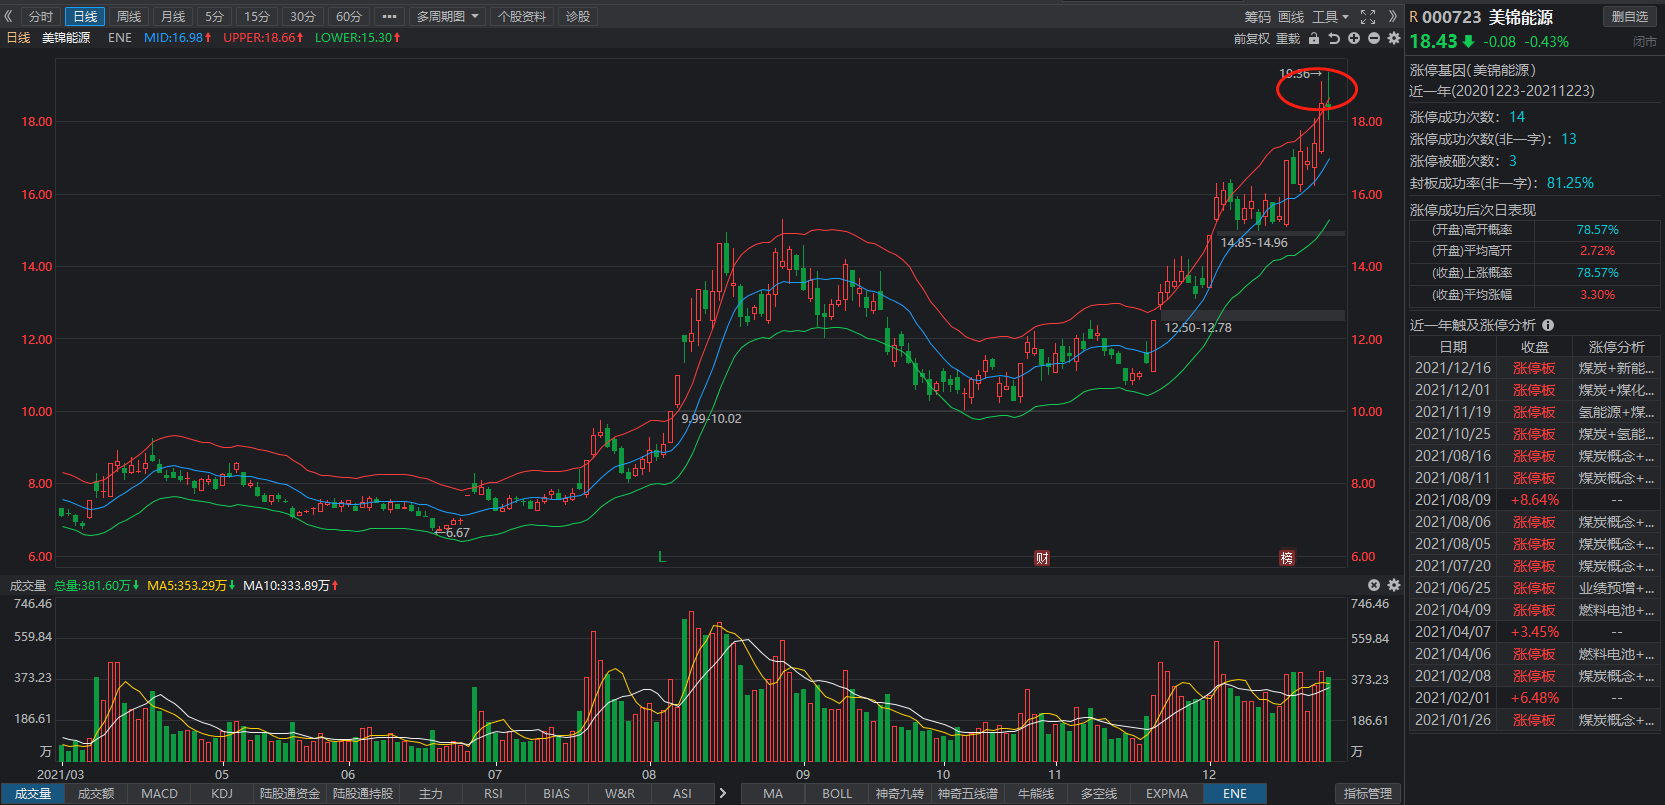 分时 日线 周线 月线 5分 15分 30分 60分 ••• 多周期图 个股资料 诊股 筹码 画线 工具
日线 美锦能源 ENE MID:16.98↑ UPPER:18.66↑ LOWER:15.30↑ 前复权 重载
R 000723 美锦能源 删自选
18.43 -0.08 -0.43% 闭市
涨停基因(美锦能源)
近一年(20201223-20211223)
涨停成功次数: 14
涨停成功次数(非一字): 13
涨停被砸次数: 3
封板成功率(非一字): 81.25%
涨停成功后次日表现
(开盘)高开概率 78.57%
(开盘)平均高开 2.72%
(收盘)上涨概率 78.57%
(收盘)平均涨幅 3.30%
近一年触及涨停分析
日期 收盘 涨停分析
2021/12/16 涨停板 煤炭+新能...
2021/12/01 涨停板 煤炭+煤化...
2021/11/19 涨停板 氢能源+煤...
2021/10/25 涨停板 煤炭+氢能...
2021/08/16 涨停板 煤炭概念+...
2021/08/11 涨停板 煤炭概念+...
2021/08/09 +8.64% --
2021/08/06 涨停板 煤炭概念+...
2021/08/05 涨停板 煤炭概念+...
2021/07/20 涨停板 煤炭概念+...
2021/06/25 涨停板 业绩预增+...
2021/04/09 涨停板 燃料电池+...
2021/04/07 +3.45% --
2021/04/06 涨停板 燃料电池+...
2021/02/08 涨停板 煤炭概念+...
2021/02/01 +6.48% --
2021/01/26 涨停板 煤炭概念+...
19.36→
18.00 18.00
16.00 16.00
14.85-14.96
14.00 14.00
12.50-12.78
12.00 12.00
10.00 10.00
9.99-10.02
8.00 8.00
←6.67
6.00 L 财 榜 6.00
成交量 总量:381.60万↓ MA5:353.29万↓ MA10:333.89万↑
746.46 746.46
559.84 559.84
373.23 373.23
186.61 186.61
万 万
2021/03 05 06 07 08 09 10 11 12
成交量 成交额 MACD KDJ 陆股通资金 陆股通持股 主力 RSI BIAS W&R ASI MA BOLL 神奇九转 神奇五线谱 牛熊线 多空线 EXPMA ENE 指标管理